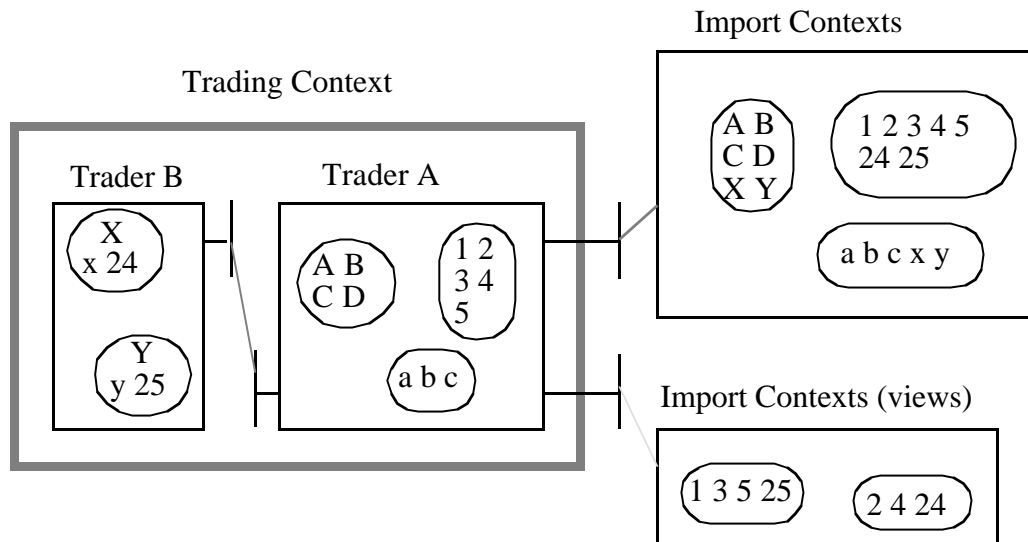 Import Contexts
Trading Context
A B
C D
X Y
1 2 3 4 5
24 25
a b c x y
Trader B
Trader A
X
x 24
Y
y 25
A B
C D
1 2
3 4
5
a b c
Import Contexts (views)
1 3 5 25
2 4 24